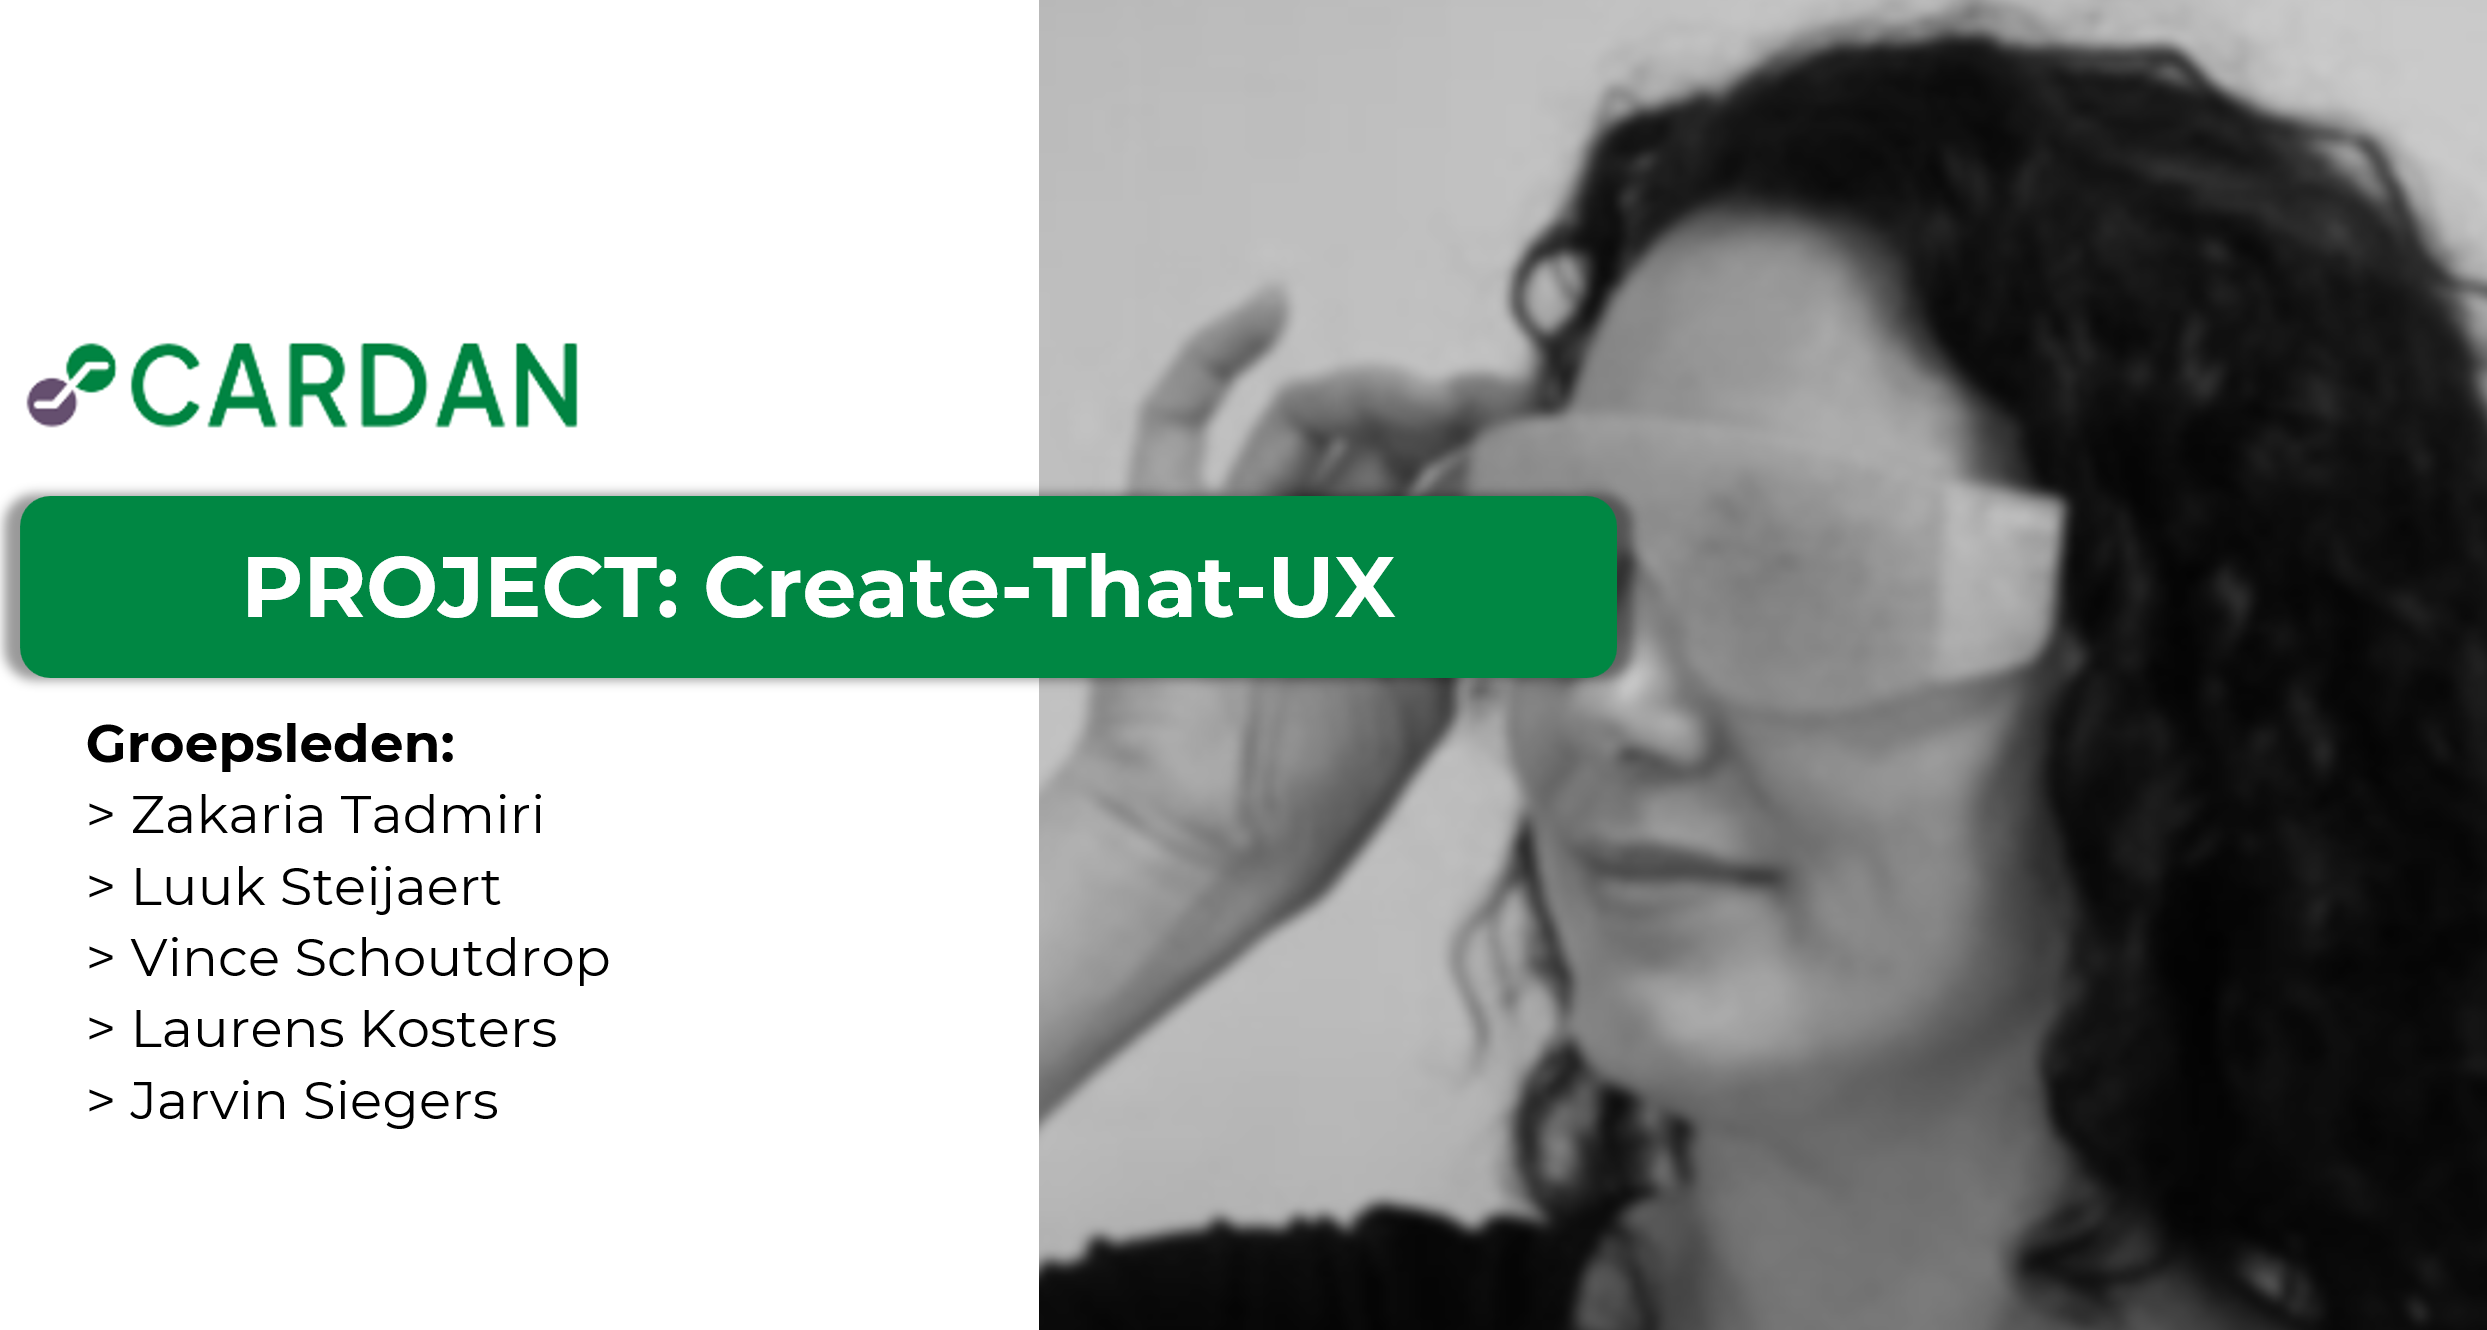 CARDAN
PROJECT: Create-That-UX
Groepsleden:
> Zakaria Tadmiri
> Luuk Steijaert
> Vince Schoutdrop
> Laurens Kosters
> Jarvin Siegers